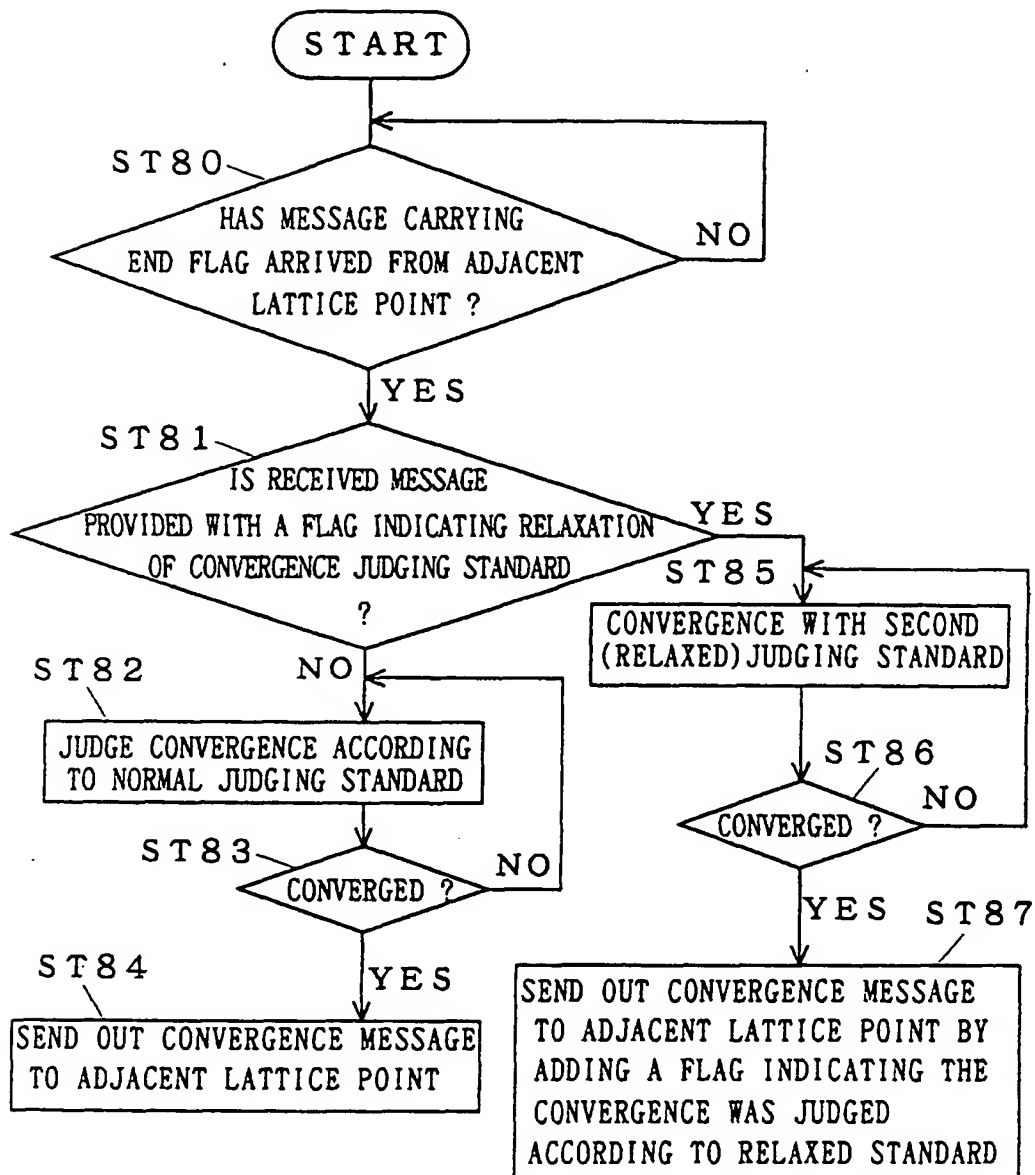 START
ST80
HAS MESSAGE CARRYING
END FLAG ARRIVED FROM ADJACENT
LATTICE POINT ?
NO
YES
ST81
IS RECEIVED MESSAGE
PROVIDED WITH A FLAG INDICATING RELAXATION
OF CONVERGENCE JUDGING STANDARD
?
YES
NO
ST82
JUDGE CONVERGENCE ACCORDING
TO NORMAL JUDGING STANDARD
ST83
CONVERGED ?
NO
YES
ST84
SEND OUT CONVERGENCE MESSAGE
TO ADJACENT LATTICE POINT
ST85
CONVERGENCE WITH SECOND
(RELAXED)JUDGING STANDARD
ST86
CONVERGED ?
NO
YES
ST87
SEND OUT CONVERGENCE MESSAGE
TO ADJACENT LATTICE POINT BY
ADDING A FLAG INDICATING THE
CONVERGENCE WAS JUDGED
ACCORDING TO RELAXED STANDARD